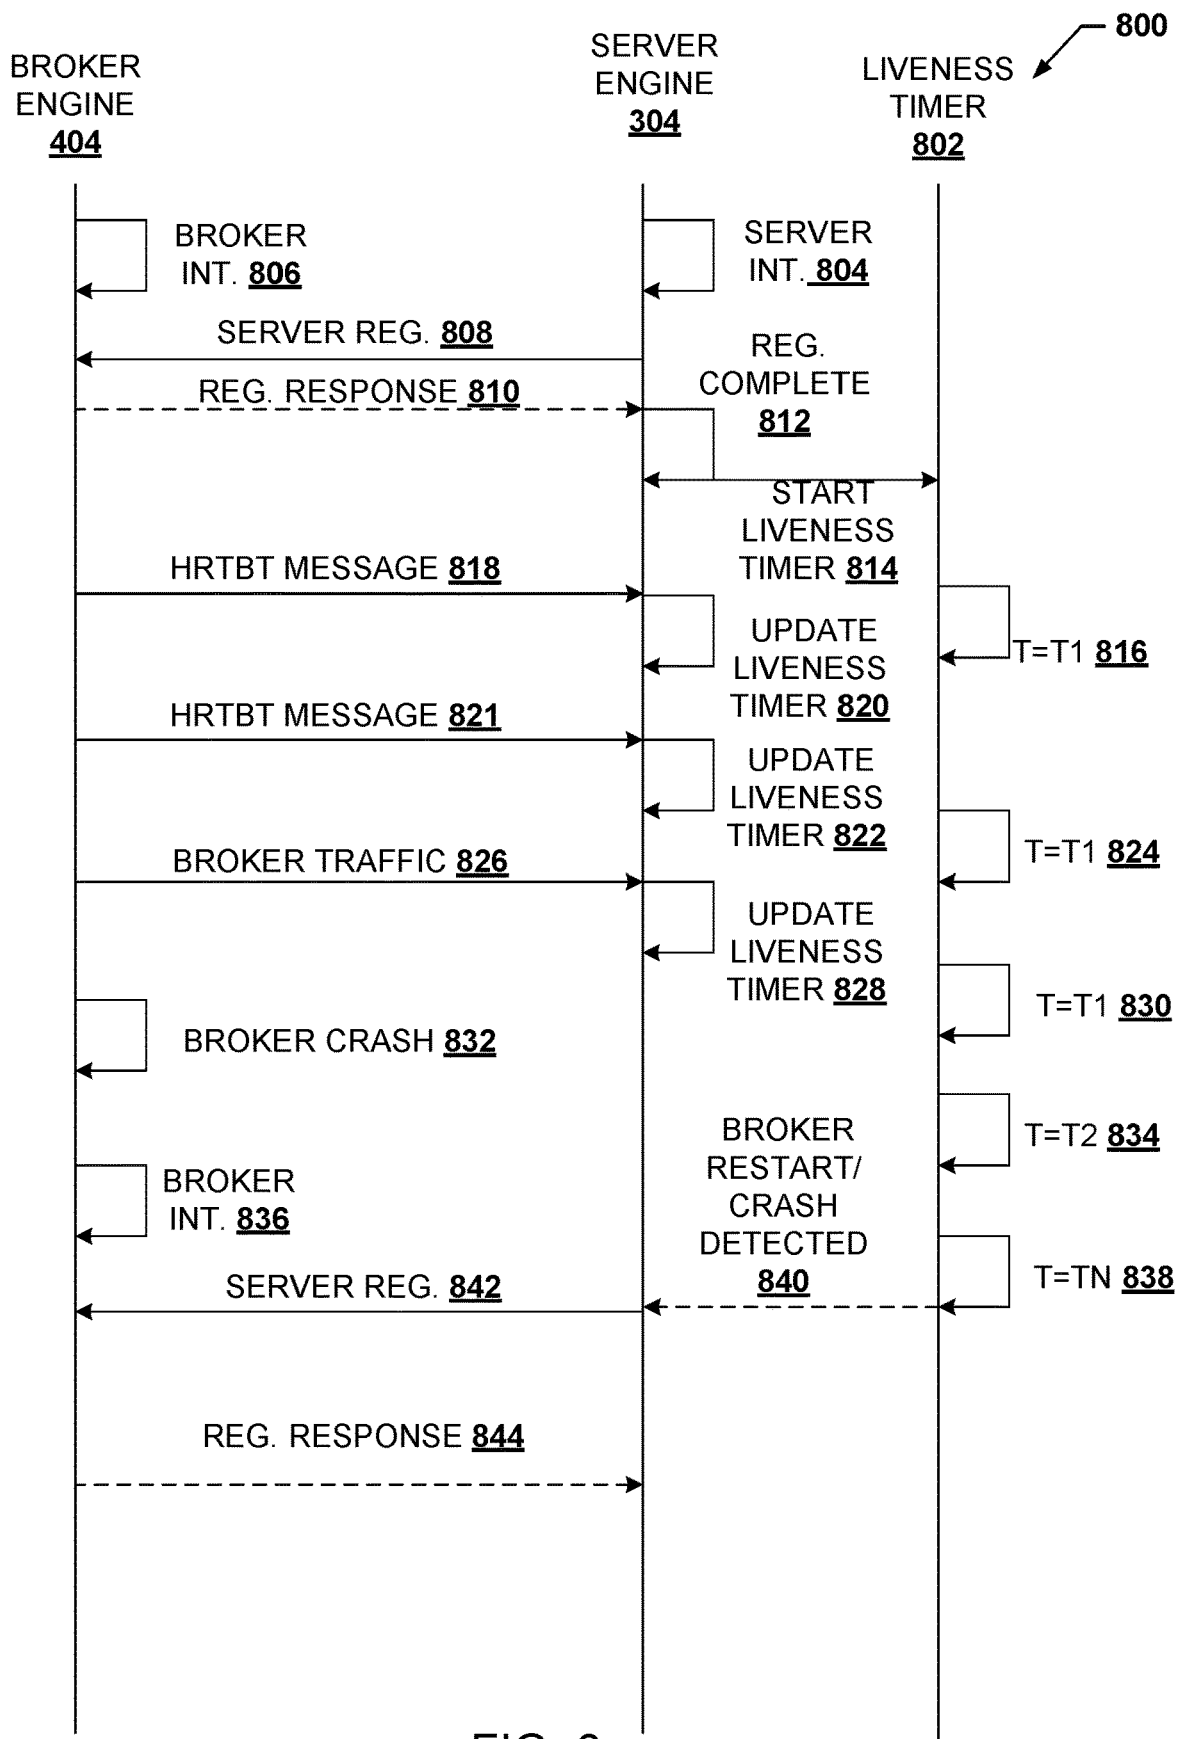 800
BROKER
ENGINE
404
SERVER
ENGINE
304
LIVENESS
TIMER
802
BROKER
INT. 806
SERVER
INT. 804
SERVER REG. 808
REG. RESPONSE 810
REG.
COMPLETE
812
START
LIVENESS
TIMER 814
HRTBT MESSAGE 818
T=T1 816
UPDATE
LIVENESS
TIMER 820
HRTBT MESSAGE 821
UPDATE
LIVENESS
TIMER 822
T=T1 824
BROKER TRAFFIC 826
UPDATE
LIVENESS
TIMER 828
T=T1 830
BROKER CRASH 832
T=T2 834
BROKER
INT. 836
BROKER
RESTART/
CRASH
DETECTED
840
T=TN 838
SERVER REG. 842
REG. RESPONSE 844
FIG.